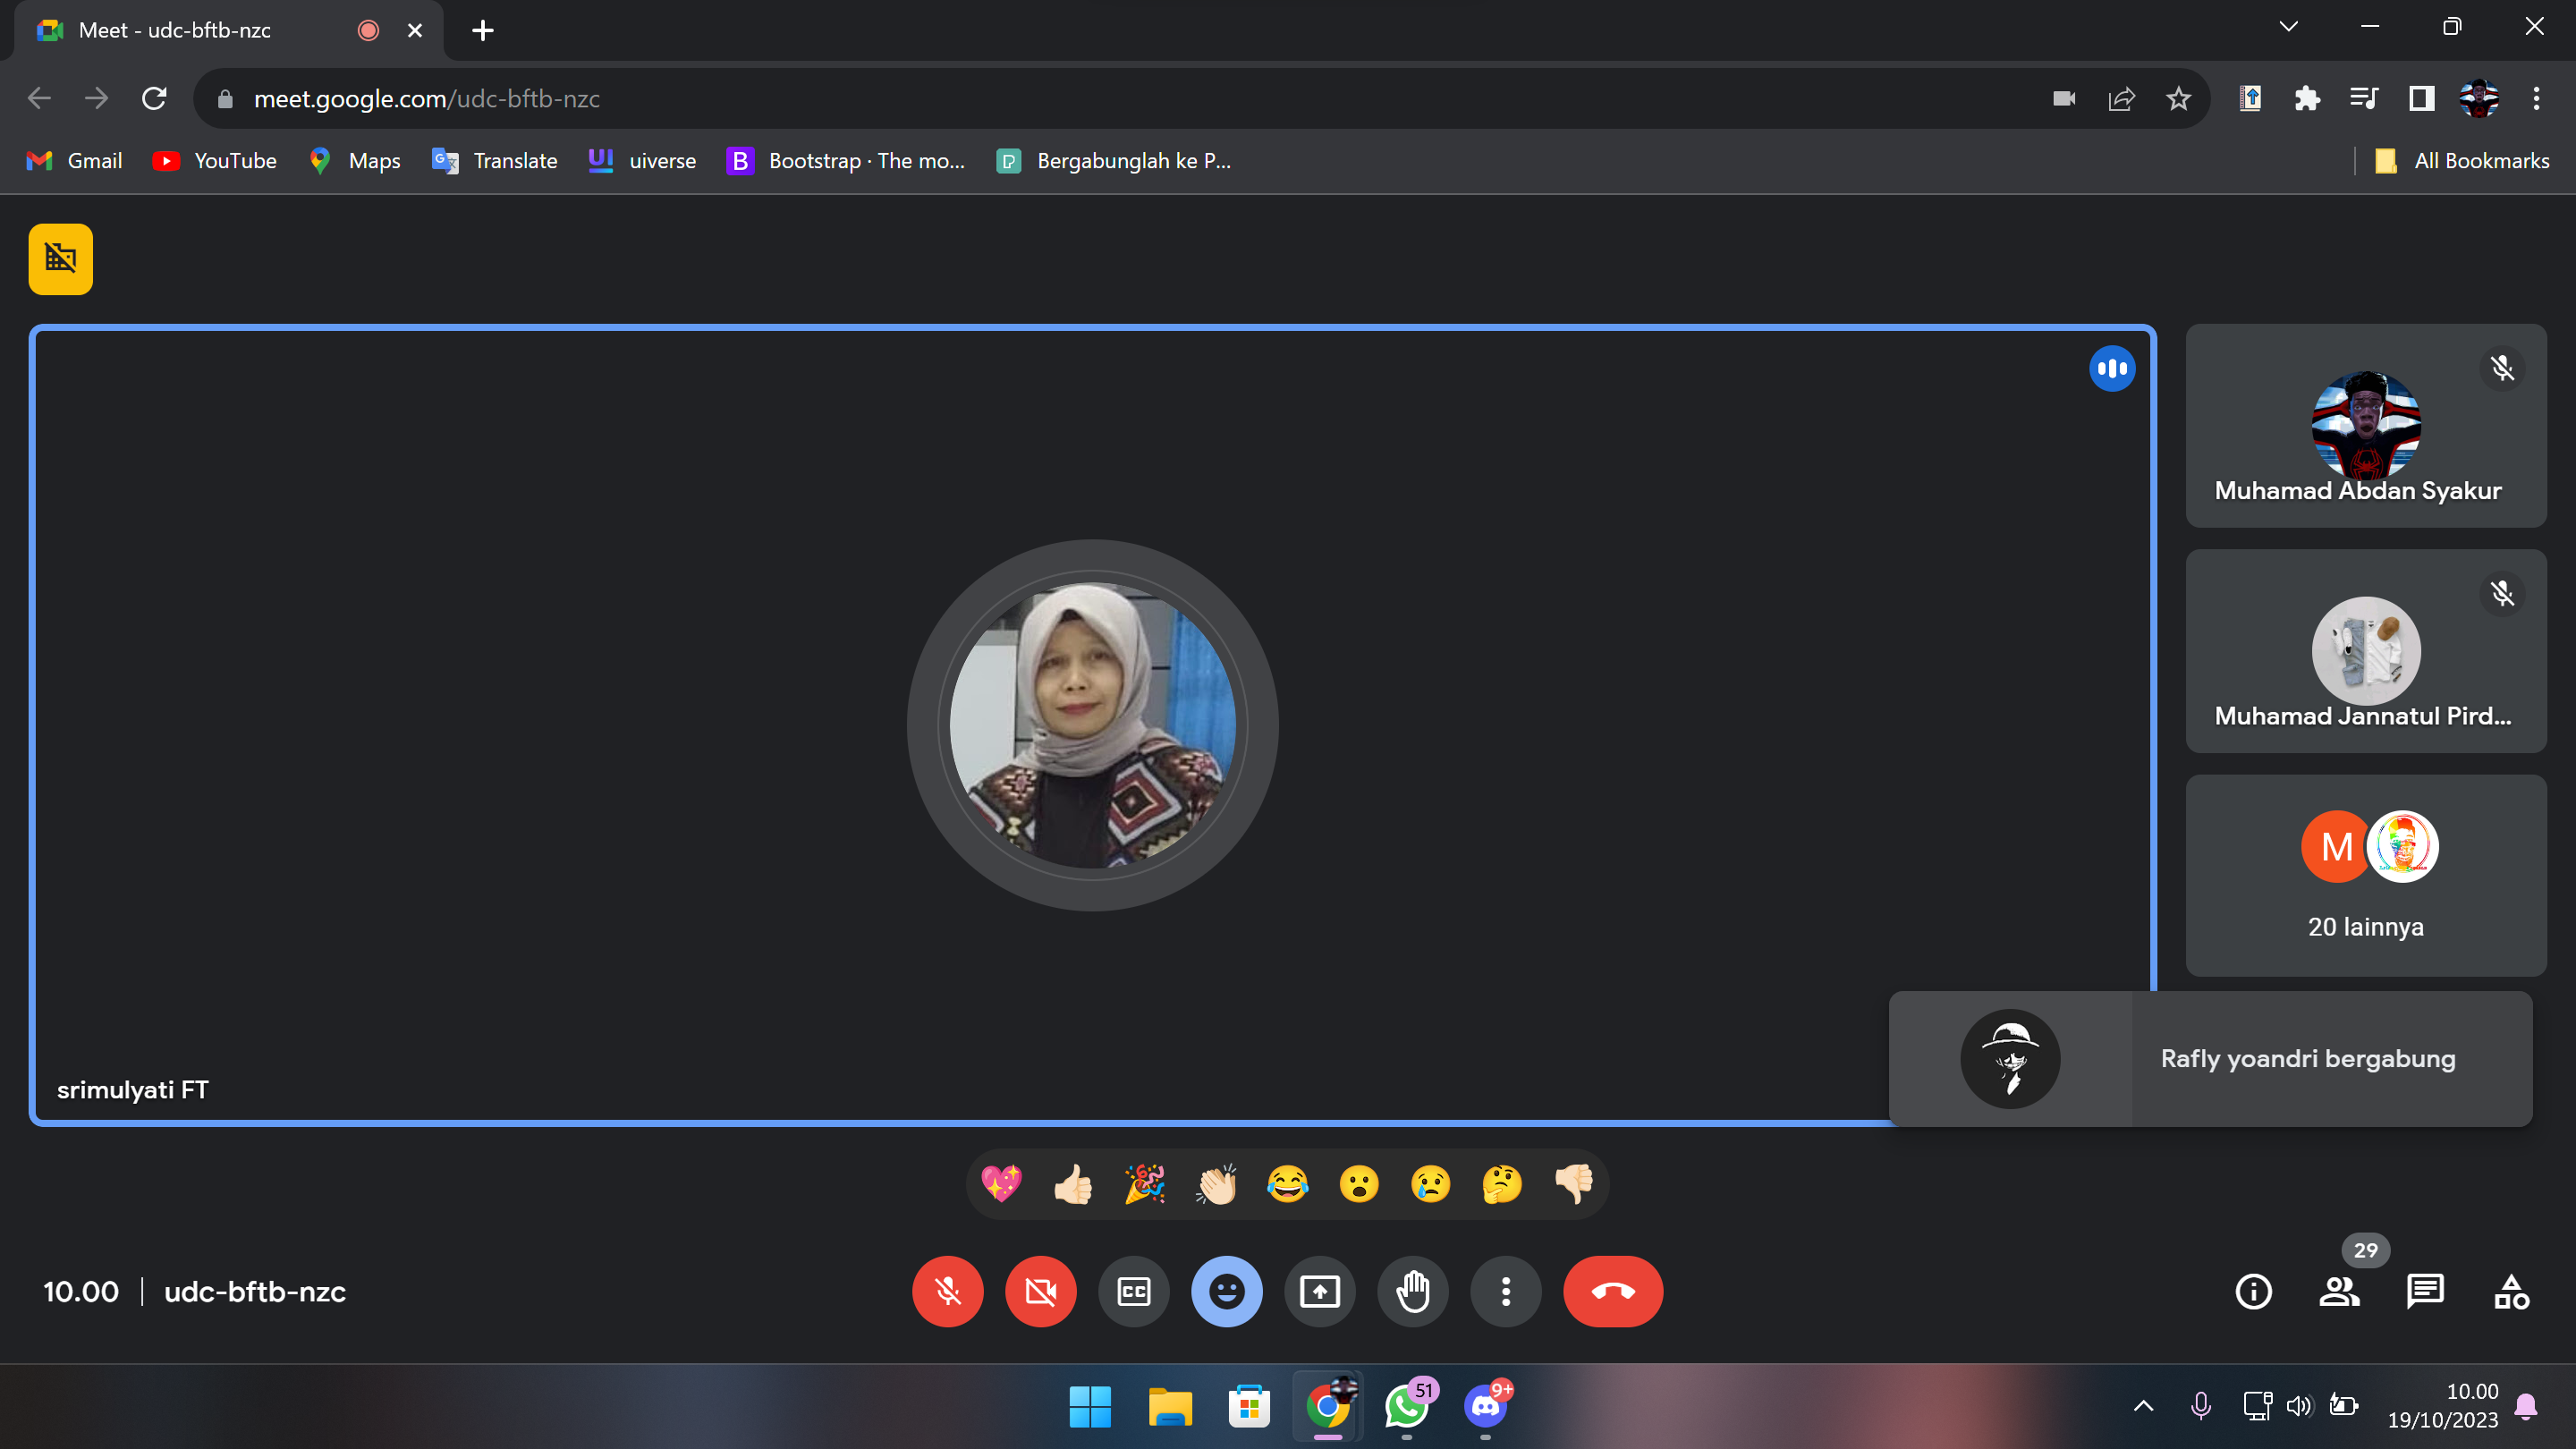 Meet - udc-bftb-nzc
meet.google.com/udc-bftb-nzc
Gmail
YouTube
Maps
Translate
uiverse
Bootstrap · The mo...
Bergabunglah ke P...
All Bookmarks
Muhamad Abdan Syakur
Muhamad Jannatul Pird...
M
20 lainnya
srimulyati FT
Rafly yoandri bergabung
29
10.00
udc-bftb-nzc
CC
51
9+
10.00
19/10/2023